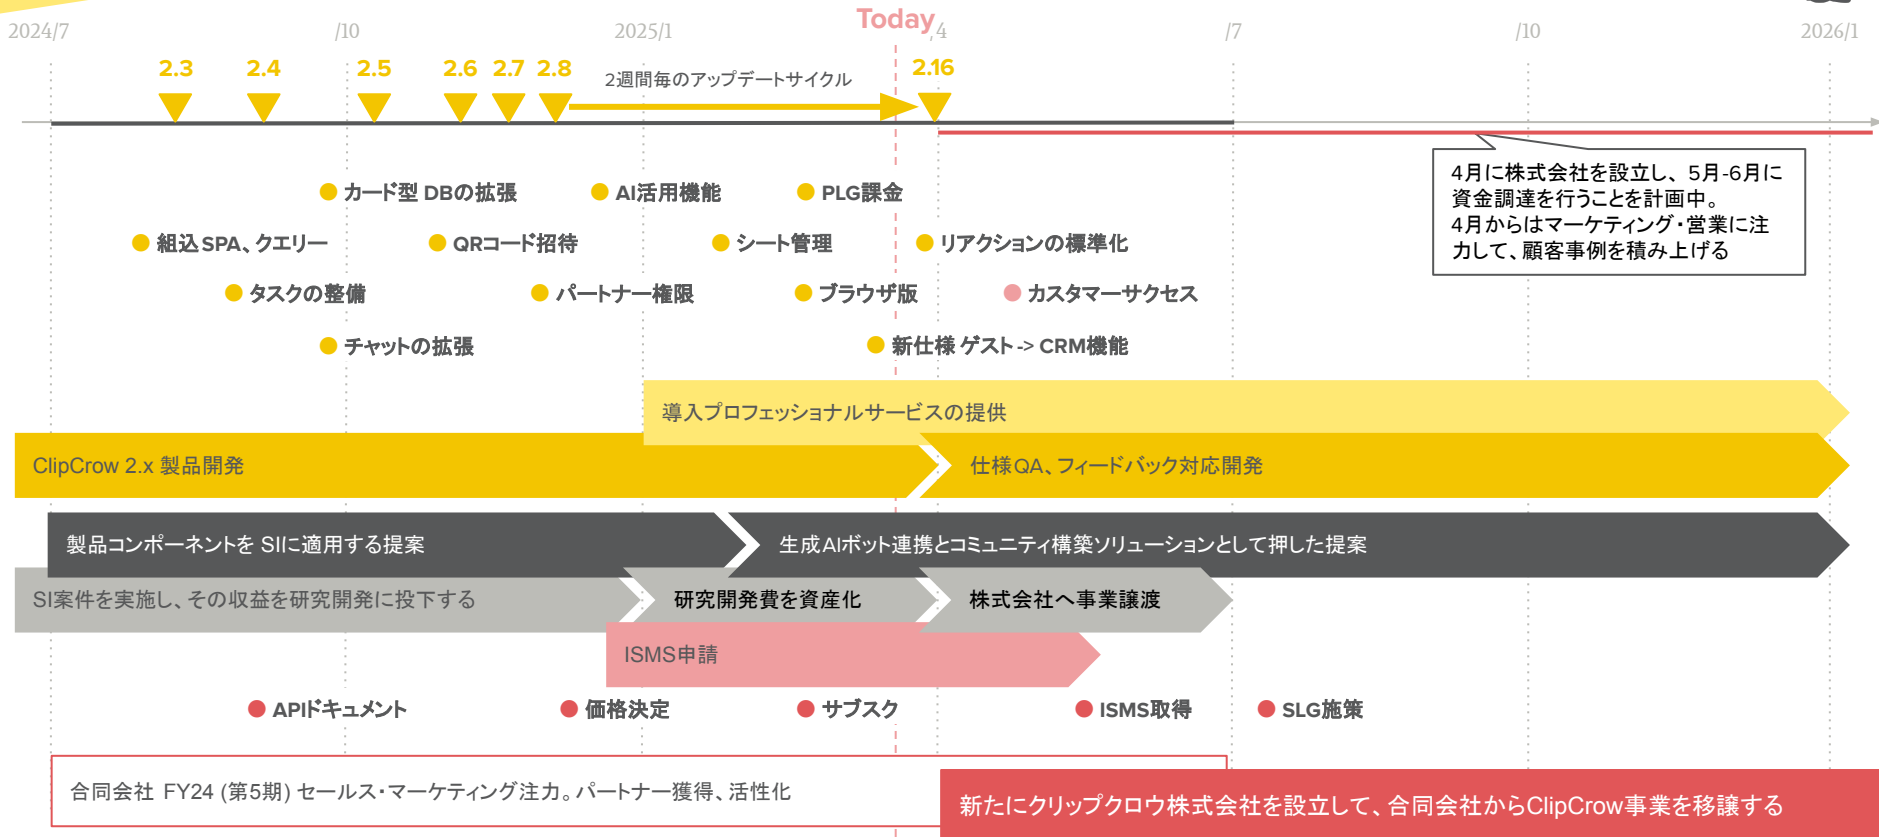 Today
2024/7
/10
2025/1
/4
/7
/10
2026/1
2.3
2.4
2.5
2.6
2.7
2.8
2週間毎のアップデートサイクル
2.16
4月に株式会社を設立し、5月-6月に
資金調達を行うことを計画中。
4月からはマーケティング・営業に注
力して、顧客事例を積み上げる
カード型 DBの拡張
AI活用機能
PLG課金
組込SPA、クエリー
QRコード招待
シート管理
リアクションの標準化
タスクの整備
パートナー権限
ブラウザ版
カスタマーサクセス
チャットの拡張
新仕様 ゲスト -> CRM機能
導入プロフェッショナルサービスの提供
ClipCrow 2.x 製品開発
仕様QA、フィードバック対応開発
製品コンポーネントを SIに適用する提案
生成AIボット連携とコミュニティ構築ソリューションとして押した提案
SI案件を実施し、その収益を研究開発に投下する
研究開発費を資産化
株式会社へ事業譲渡
ISMS申請
APIドキュメント
価格決定
サブスク
ISMS取得
SLG施策
合同会社 FY24 (第5期) セールス・マーケティング注力。パートナー獲得、活性化
新たにクリップクロウ株式会社を設立して、合同会社からClipCrow事業を移譲する